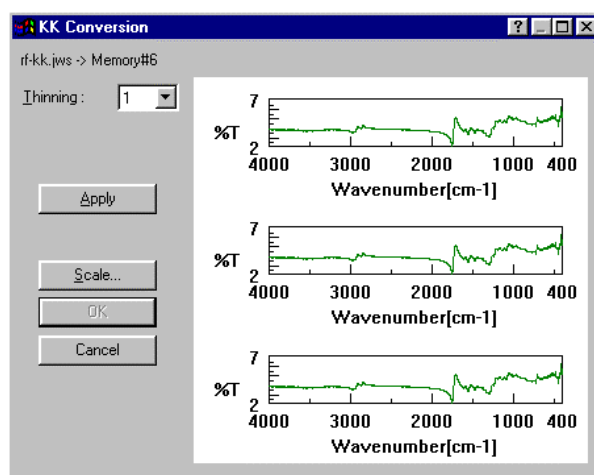 KK Conversion
rf-kk.jws -> Memory#6
Thinning : 1
Apply
Scale...
OK
Cancel
7
%T
2
4000 3000 2000 1000 400
Wavenumber[cm-1]
7
%T
2
4000 3000 2000 1000 400
Wavenumber[cm-1]
7
%T
2
4000 3000 2000 1000 400
Wavenumber[cm-1]